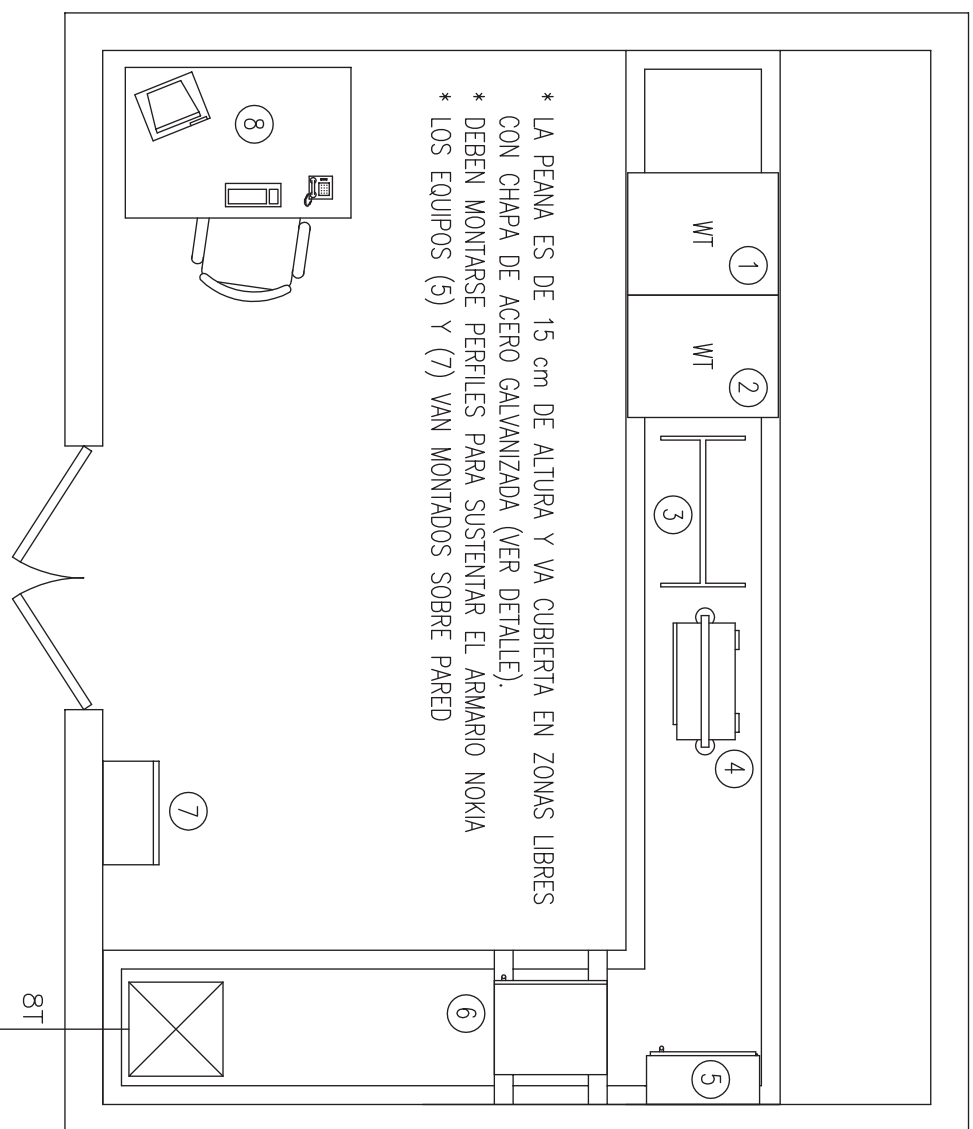 * LA PEANA ES DE 15 cm DE ALTURA Y VA CUBIERTA EN ZONAS LIBRES
CON CHAPA DE ACERO GALVANIZADA (VER DETALLE).
* DEBEN MONTARSE PERFILES PARA SUSTENTAR EL ARMARIO NOKIA
* LOS EQUIPOS (5) Y (7) VAN MONTADOS SOBRE PARED
WT
1
WT
2
3
4
5
6
7
8
8T